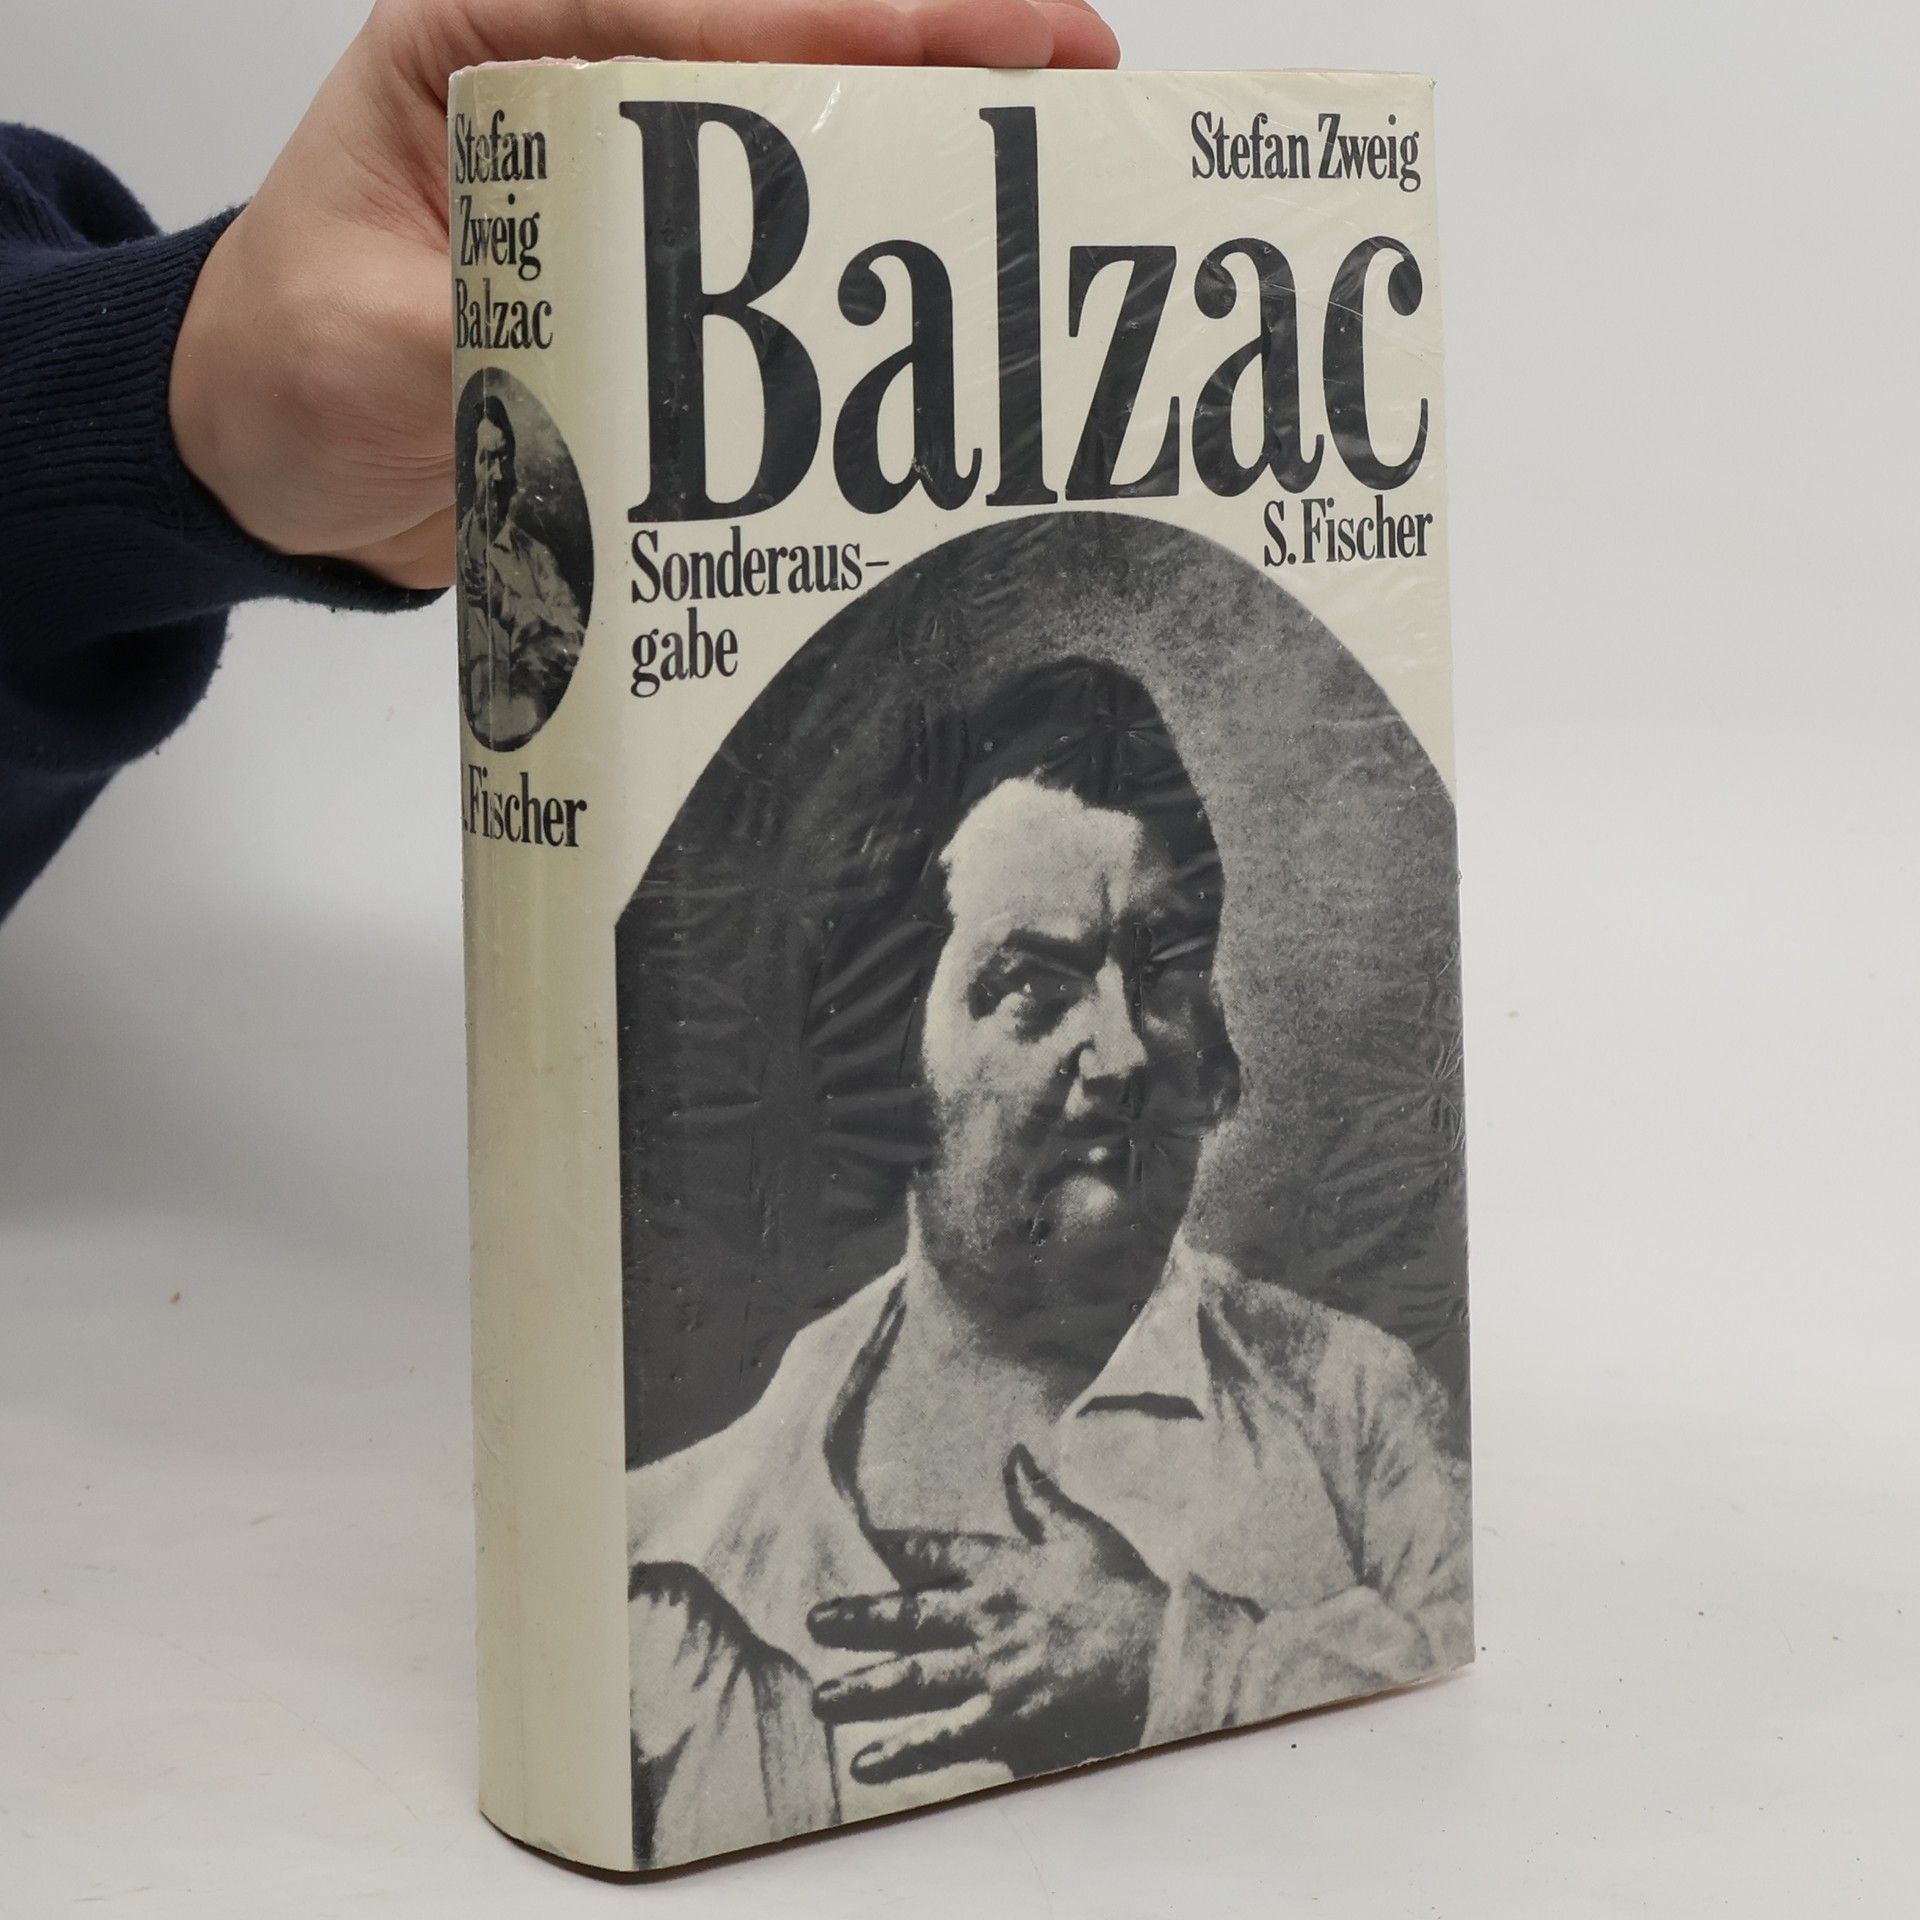 Stefan
Zweig
Balzac
Fischer
Balzac
Stefan Zweig
S. Fischer
Sonderaus-
gabe